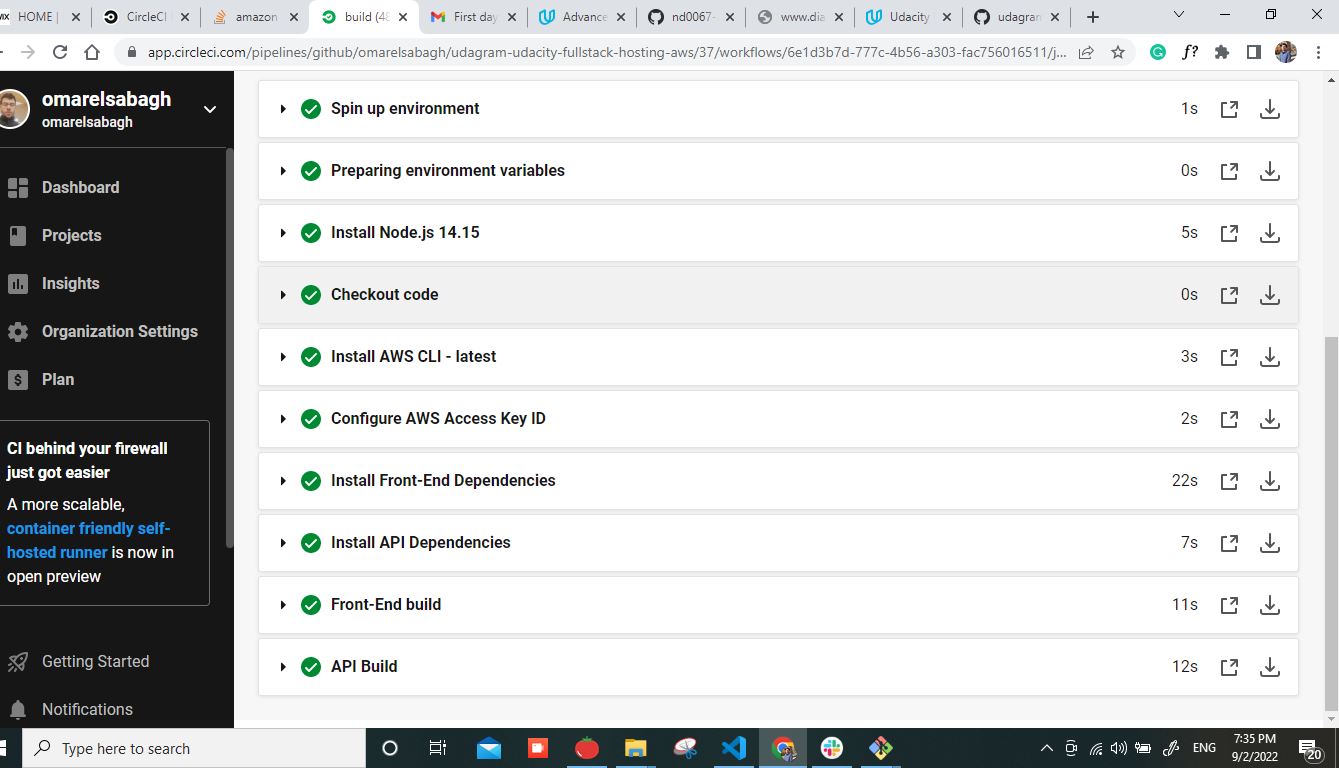 HOME |
CircleCI
amazon
build (48
First day
Advance
nd0067-
www.dia
Udacity
udagran
app.circleci.com/pipelines/github/omarelsabagh/udagram-udacity-fullstack-hosting-aws/37/workflows/6e1d3b7d-777c-4b56-a303-fac756016511/j...
f?
omarelsabagh
omarelsabagh
Dashboard
Projects
Insights
Organization Settings
Plan
CI behind your firewall
just got easier
A more scalable,
container friendly self-
hosted runner is now in
open preview
Getting Started
Notifications
Spin up environment 1s
Preparing environment variables 0s
Install Node.js 14.15 5s
Checkout code 0s
Install AWS CLI - latest 3s
Configure AWS Access Key ID 2s
Install Front-End Dependencies 22s
Install API Dependencies 7s
Front-End build 11s
API Build 12s
Type here to search
ENG
7:35 PM
9/2/2022
20